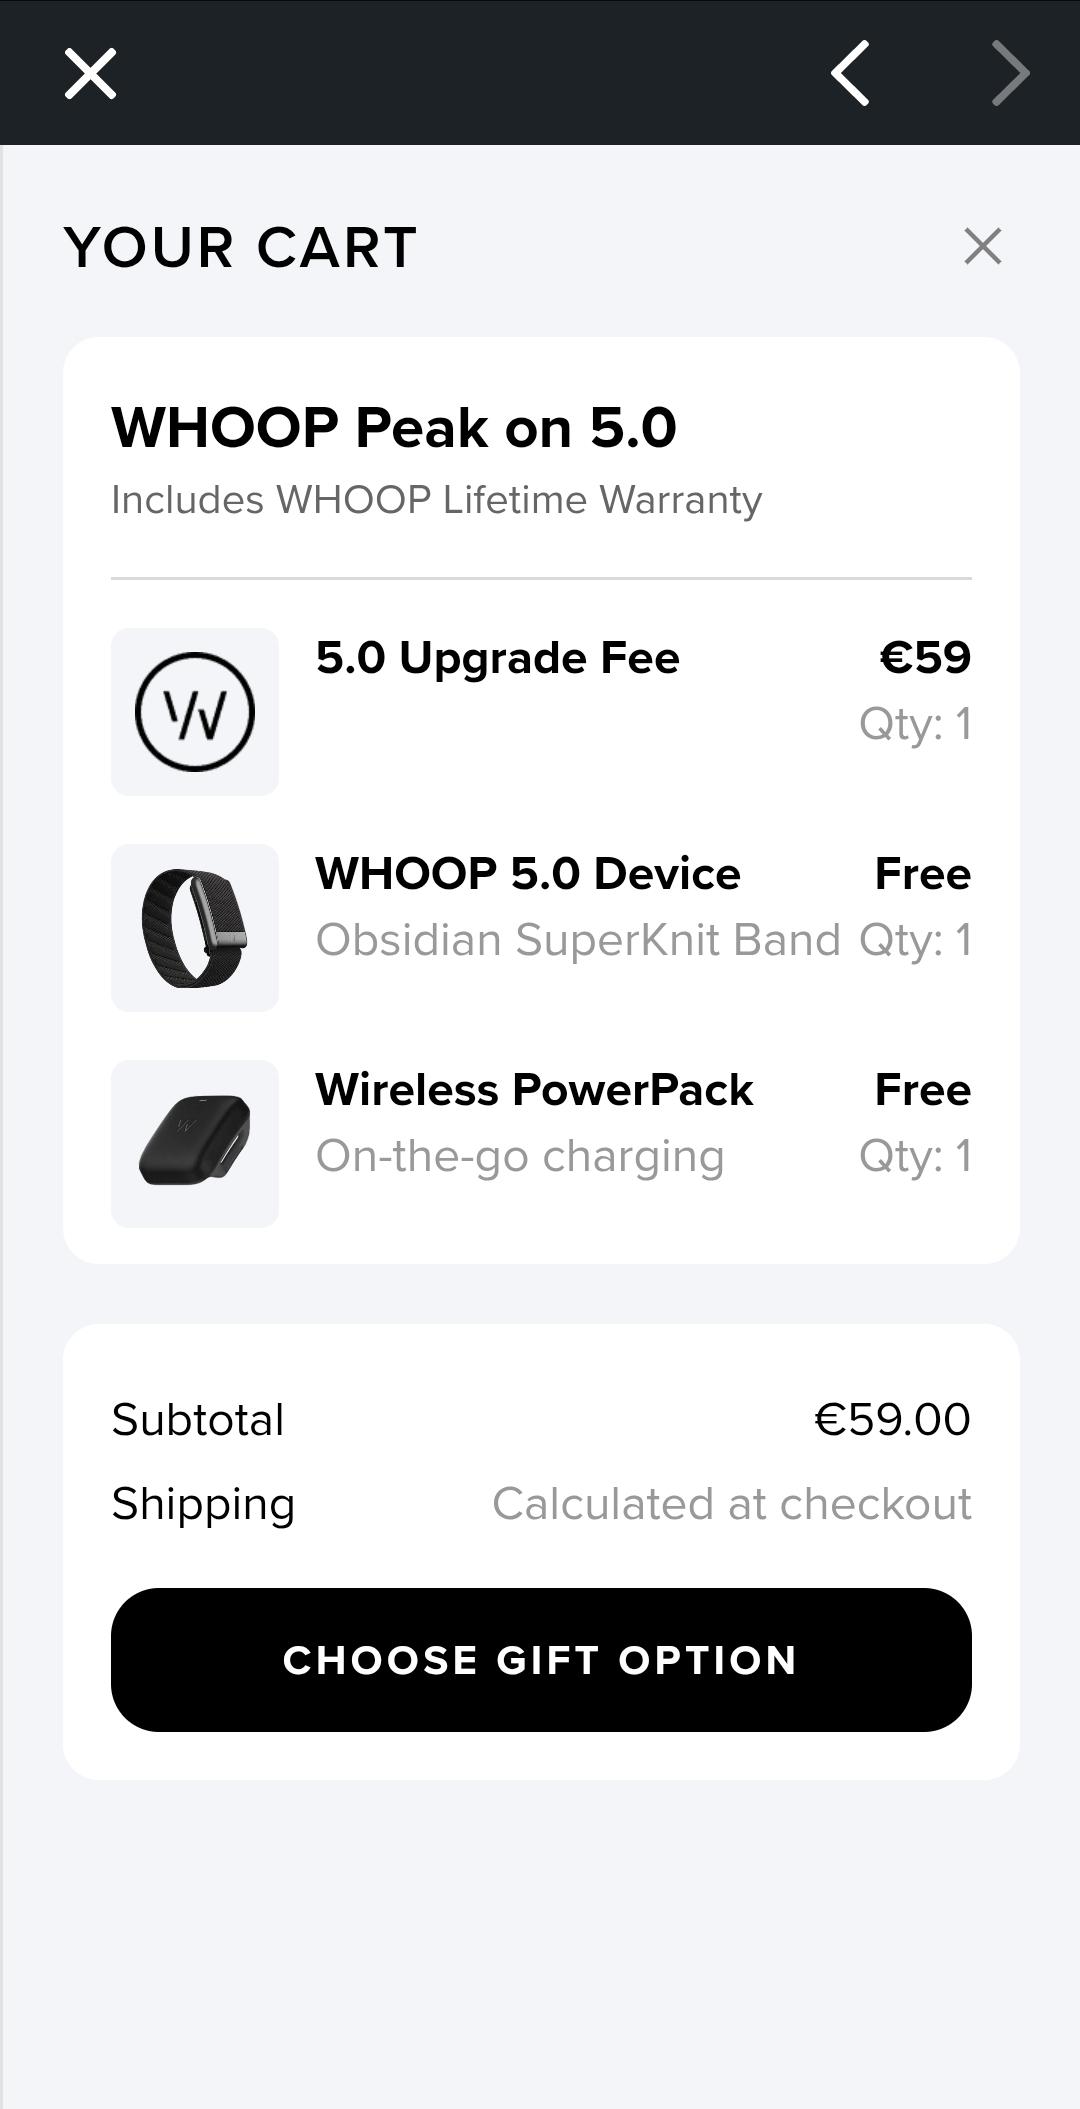 YOUR CART
WHOOP Peak on 5.0
Includes WHOOP Lifetime Warranty
5.0 Upgrade Fee €59
Qty: 1
WHOOP 5.0 Device Free
Obsidian SuperKnit Band Qty: 1
Wireless PowerPack Free
On-the-go charging Qty: 1
Subtotal €59.00
Shipping Calculated at checkout
CHOOSE GIFT OPTION